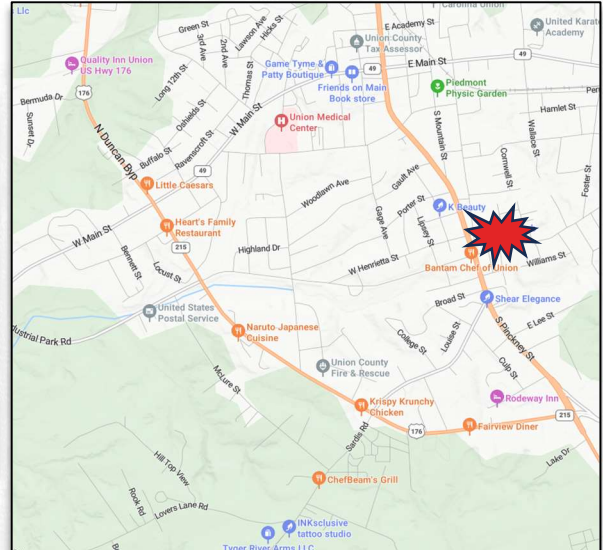 Llc
Carolina Union
Green St
Lawson Ave
Hicks St
E Academy St
United Karate
Academy
Union County
Tax Assessor
3rd Ave
2nd Ave
49
E Main St
49
Quality Inn Union
US Hwy 176
Game Tyme &
Patty Boutique
Friends on Main
Book store
Thomas St
Long 12th St
Piedmont
Physic Garden
Bermuda Dr
176
Hamlet St
Sunset Dr
Oshields St
W Main St
Union Medical
Center
S Mountain St
Wallace St
N Duncan Byp
Buffalo St
Ravenscroft St
49
Cornwell St
Foster St
Little Caesars
Woodlawn Ave
Gault Ave
Gage Ave
Porter St
Lipsey St
K Beauty
W Main St
Heart's Family
Restaurant
215
Highland Dr
Bennett St
Locust St
W Henrietta St
Bantam Chef of Union
Williams St
United States
Postal Service
Broad St
Shear Elegance
Naruto Japanese
Cuisine
College St
Louise St
E Lee St
S Pinckney St
dustrial Park Rd
Union County
Fire & Rescue
Culp St
McLure St
Krispy Krunchy
Chicken
Rodeway Inn
215
Sardis Rd
176
Fairview Diner
Hill Top View
Lake Dr
ChefBeam's Grill
Rook Rd
Lovers Lane Rd
INKsclusive
tattoo studio
Tyger River Arms LLC